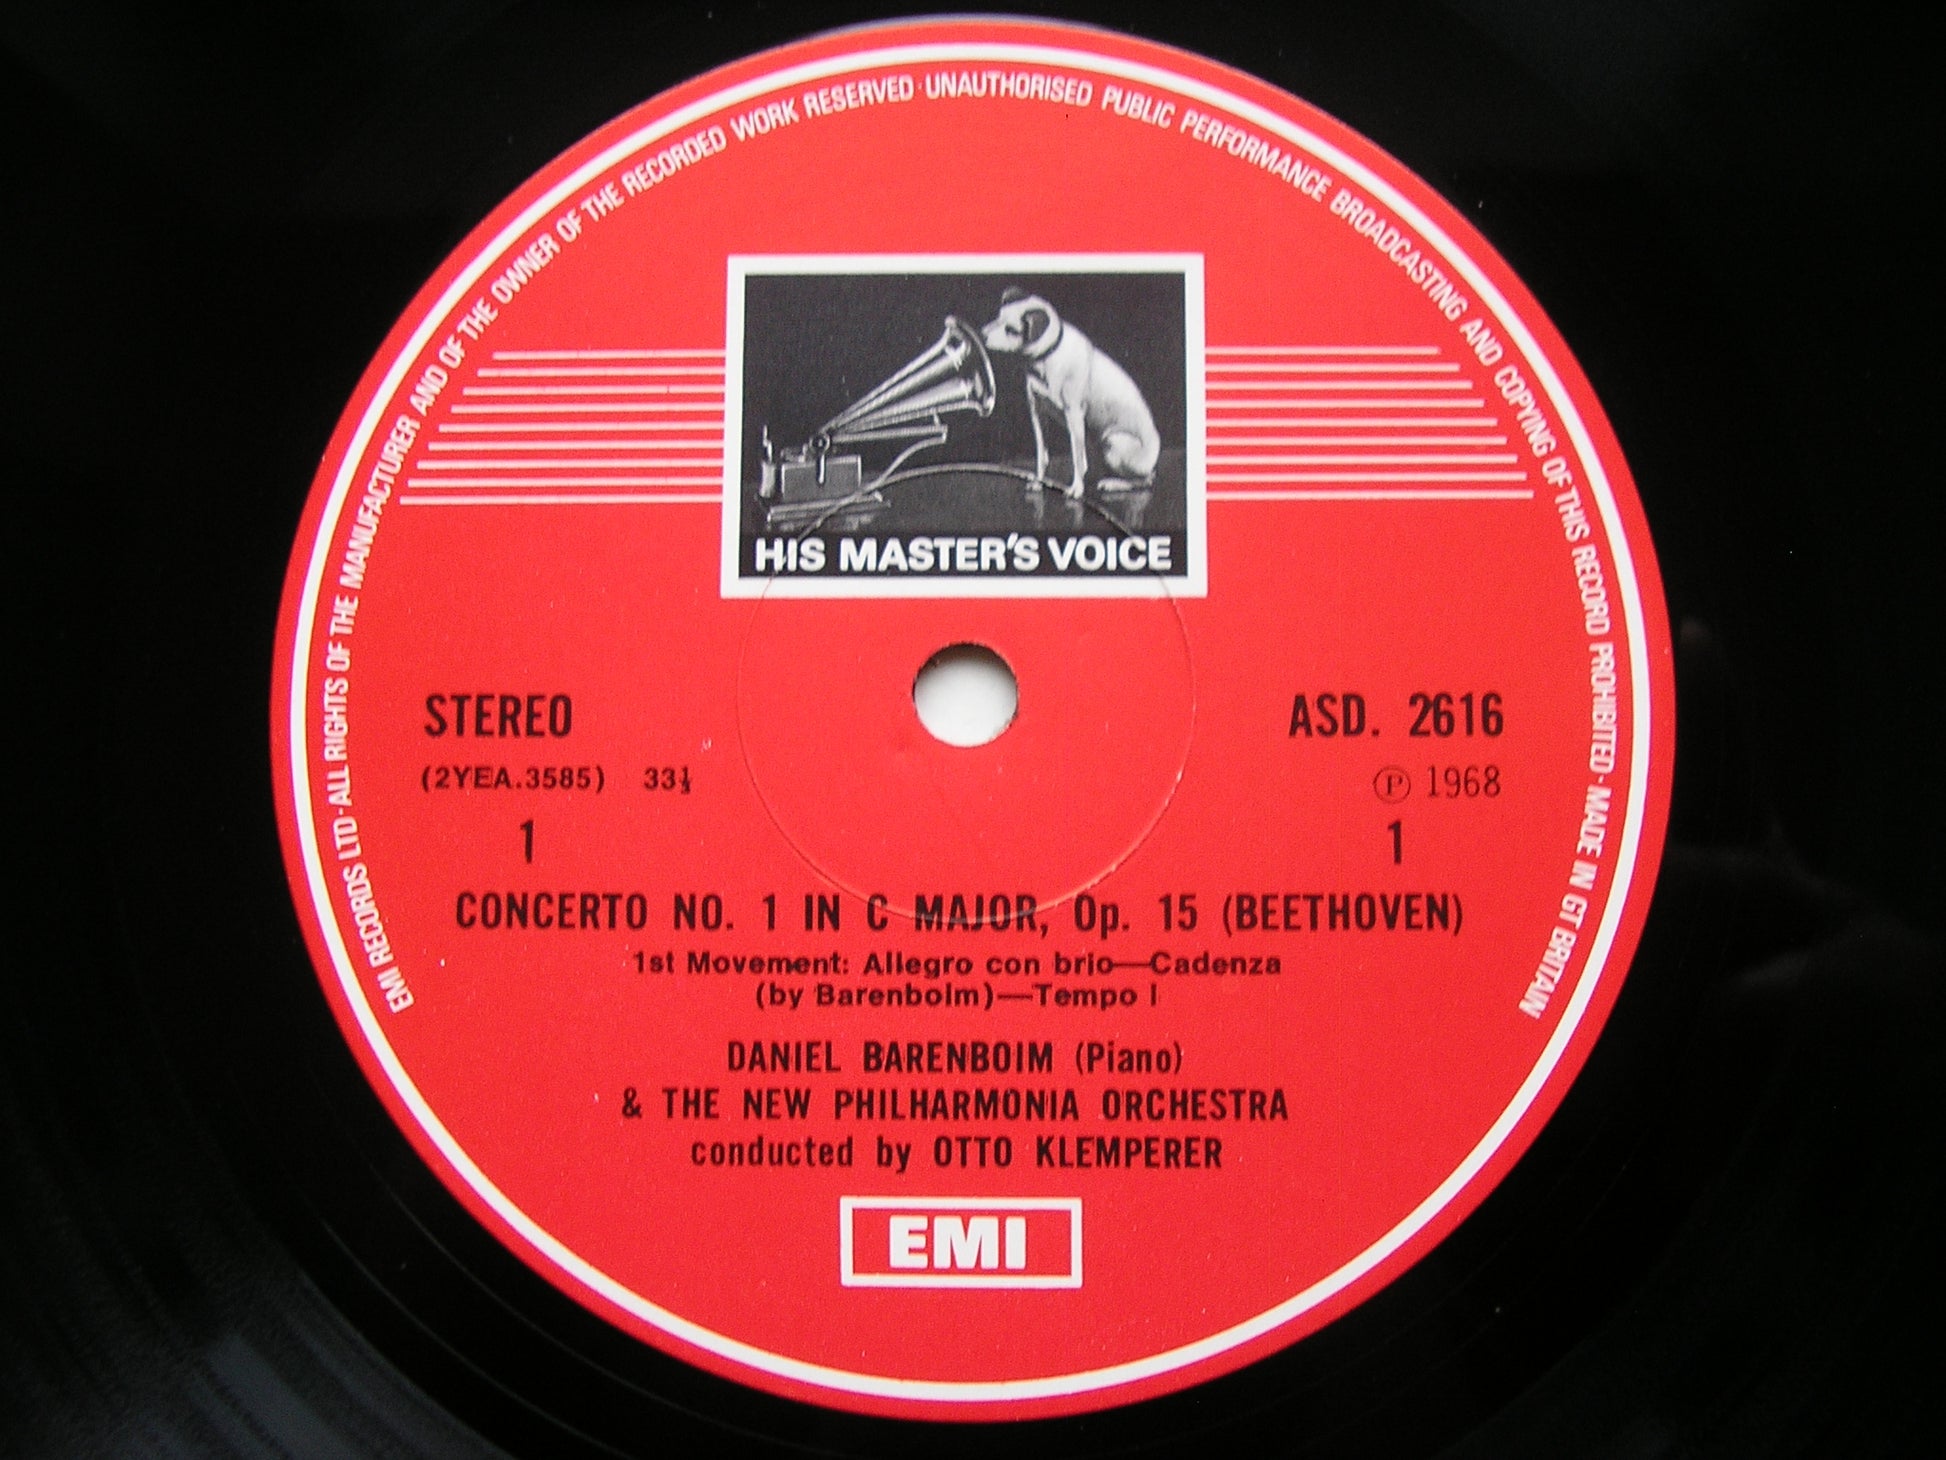 EMI RECORDS LTD · ALL RIGHTS OF THE MANUFACTURER AND OF THE OWNER OF THE RECORDED WORK RESERVED · UNAUTHORISED PUBLIC PERFORMANCE BROADCASTING AND COPYING OF THIS RECORD PROHIBITED · MADE IN GT BRITAIN
HIS MASTER'S VOICE
STEREO ASD. 2616
(2YEA.3585) 33⅓ ℗ 1968
1 1
CONCERTO NO. 1 IN C MAJOR, Op. 15 (BEETHOVEN)
1st Movement: Allegro con brio—Cadenza
(by Barenboim)—Tempo I
DANIEL BARENBOIM (Piano)
& THE NEW PHILHARMONIA ORCHESTRA
conducted by OTTO KLEMPERER
EMI